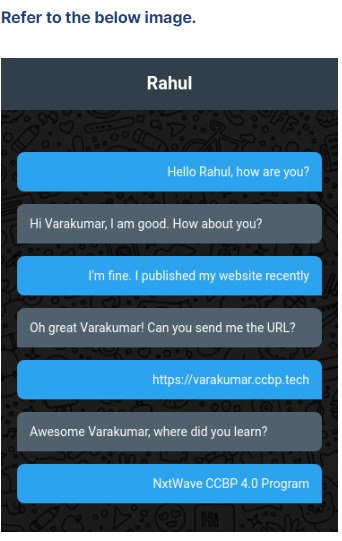 Refer to the below image.
Rahul
Hello Rahul, how are you?
Hi Varakumar, I am good. How about you?
I'm fine. I published my website recently
Oh great Varakumar! Can you send me the URL?
https://varakumar.ccbp.tech
Awesome Varakumar, where did you learn?
NxtWave CCBP 4.0 Program
Hi